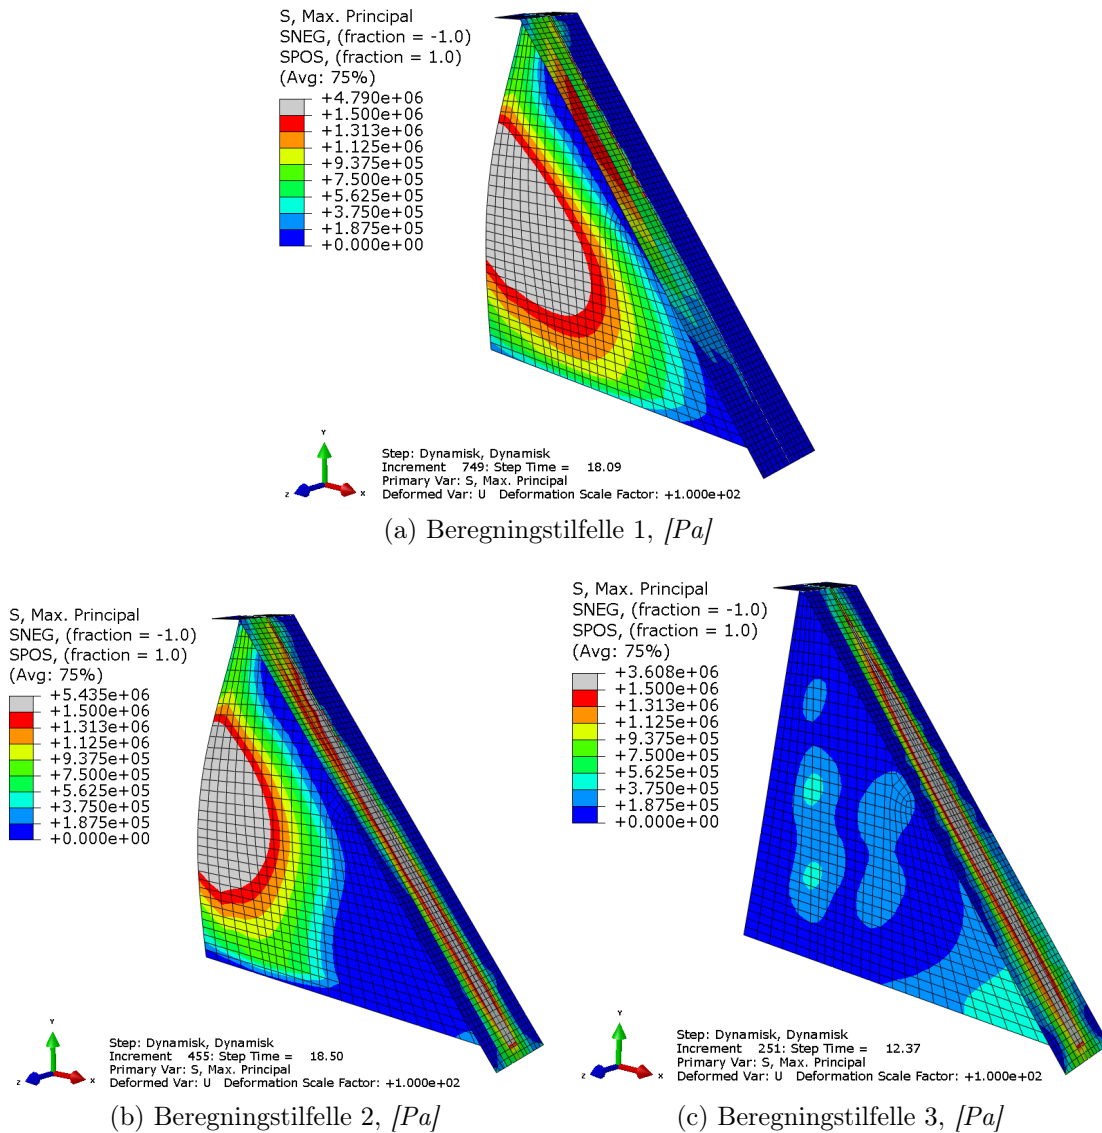 S, Max. Principal
SNEG, (fraction = -1.0)
SPOS, (fraction = 1.0)
(Avg: 75%)
+4.790e+06
+1.500e+06
+1.313e+06
+1.125e+06
+9.375e+05
+7.500e+05
+5.625e+05
+3.750e+05
+1.875e+05
+0.000e+00
Y
Z
X
Step: Dynamisk, Dynamisk
Increment 749: Step Time = 18.09
Primary Var: S, Max. Principal
Deformed Var: U Deformation Scale Factor: +1.000e+02
(a) Beregningstilfelle 1, [Pa]
S, Max. Principal
SNEG, (fraction = -1.0)
SPOS, (fraction = 1.0)
(Avg: 75%)
+5.435e+06
+1.500e+06
+1.313e+06
+1.125e+06
+9.375e+05
+7.500e+05
+5.625e+05
+3.750e+05
+1.875e+05
+0.000e+00
Y
Z
X
Step: Dynamisk, Dynamisk
Increment 455: Step Time = 18.50
Primary Var: S, Max. Principal
Deformed Var: U Deformation Scale Factor: +1.000e+02
(b) Beregningstilfelle 2, [Pa]
S, Max. Principal
SNEG, (fraction = -1.0)
SPOS, (fraction = 1.0)
(Avg: 75%)
+3.608e+06
+1.500e+06
+1.313e+06
+1.125e+06
+9.375e+05
+7.500e+05
+5.625e+05
+3.750e+05
+1.875e+05
+0.000e+00
Y
Z
X
Step: Dynamisk, Dynamisk
Increment 251: Step Time = 12.37
Primary Var: S, Max. Principal
Deformed Var: U Deformation Scale Factor: +1.000e+02
(c) Beregningstilfelle 3, [Pa]